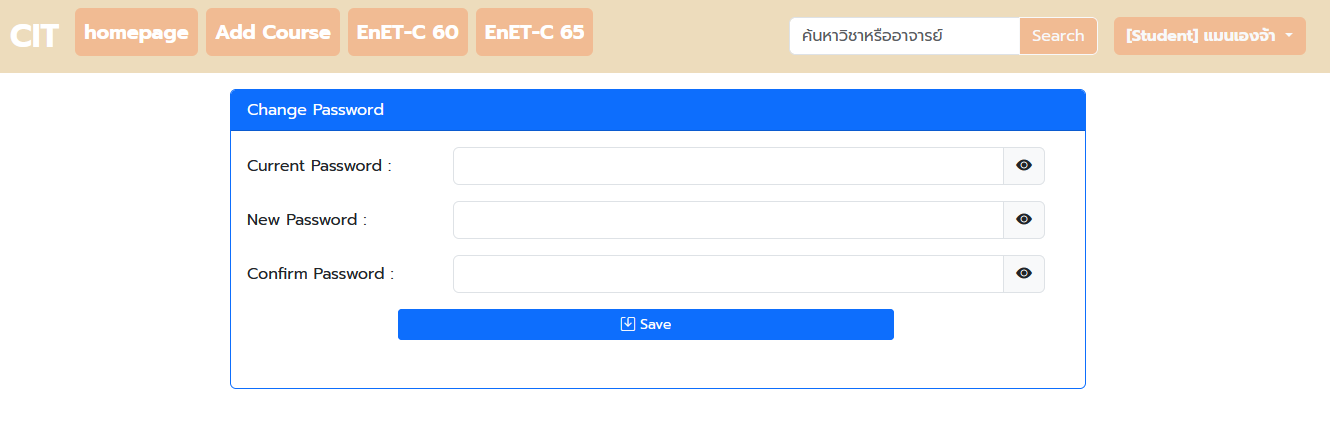 CIT homepage Add Course EnET-C 60 EnET-C 65 ค้นหาวิชาหรืออาจารย์ Search [Student] แมนเองจ้า
Change Password
Current Password :
New Password :
Confirm Password :
Save